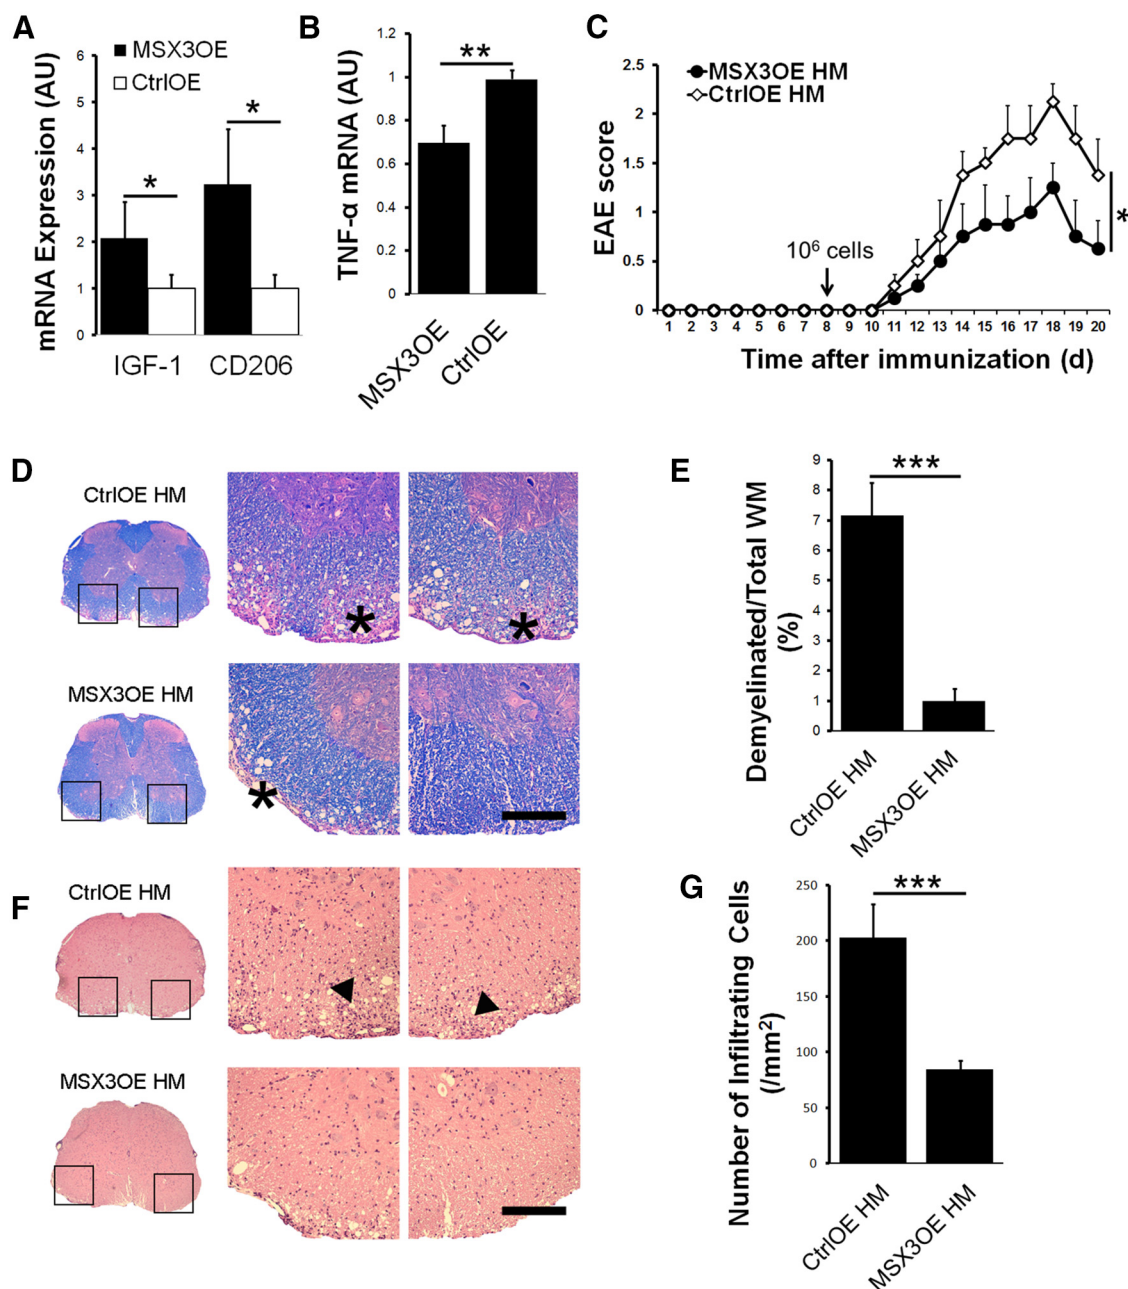 A
mRNA Expression (AU)
6
5
4
3
2
1
0
MSX3OE
CtrlOE
*
*
IGF-1 CD206
B
TNF-α mRNA (AU)
1.2
1
0.8
0.6
0.4
0.2
0
**
MSX3OE
CtrlOE
C
EAE score
2.5
2
1.5
1
0.5
0
MSX3OE HM
CtrlOE HM
10⁶ cells
*
1 2 3 4 5 6 7 8 9 10 11 12 13 14 15 16 17 18 19 20
Time after immunization (d)
D
CtrlOE HM
*
*
MSX3OE HM
*
E
Demyelinated/Total WM
(%)
9
8
7
6
5
4
3
2
1
0
***
CtrlOE HM
MSX3OE HM
F
CtrlOE HM
MSX3OE HM
G
Number of Infiltrating Cells
(/mm²)
250
200
150
100
50
0
***
CtrlOE HM
MSX3OE HM